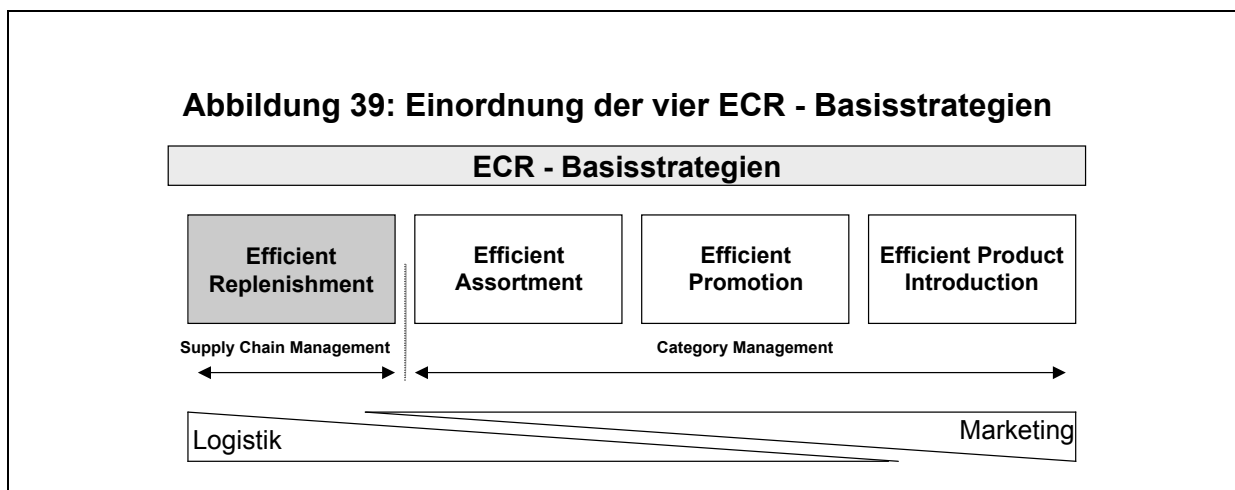 Abbildung 39: Einordnung der vier ECR - Basisstrategien
ECR - Basisstrategien
Efficient
Replenishment
Efficient
Assortment
Efficient
Promotion
Efficient Product
Introduction
Supply Chain Management
Category Management
Logistik
Marketing